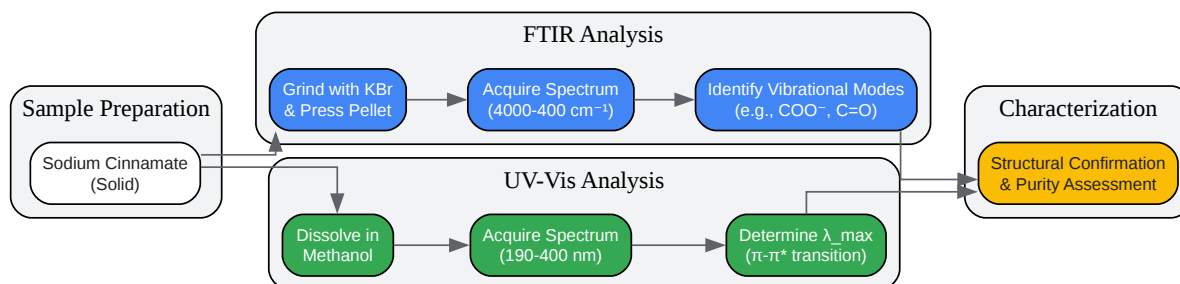 FTIR Analysis
Grind with KBr
& Press Pellet
Acquire Spectrum
(4000-400 cm⁻¹)
Identify Vibrational Modes
(e.g., COO⁻, C=O)
Sample Preparation
Sodium Cinnamate
(Solid)
UV-Vis Analysis
Dissolve in
Methanol
Acquire Spectrum
(190-400 nm)
Determine λ_max
(π-π* transition)
Characterization
Structural Confirmation
& Purity Assessment